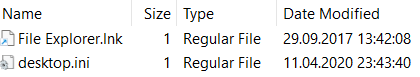 Name Size Type Date Modified
File Explorer.lnk 1 Regular File 29.09.2017 13:42:08
desktop.ini 1 Regular File 11.04.2020 23:43:40